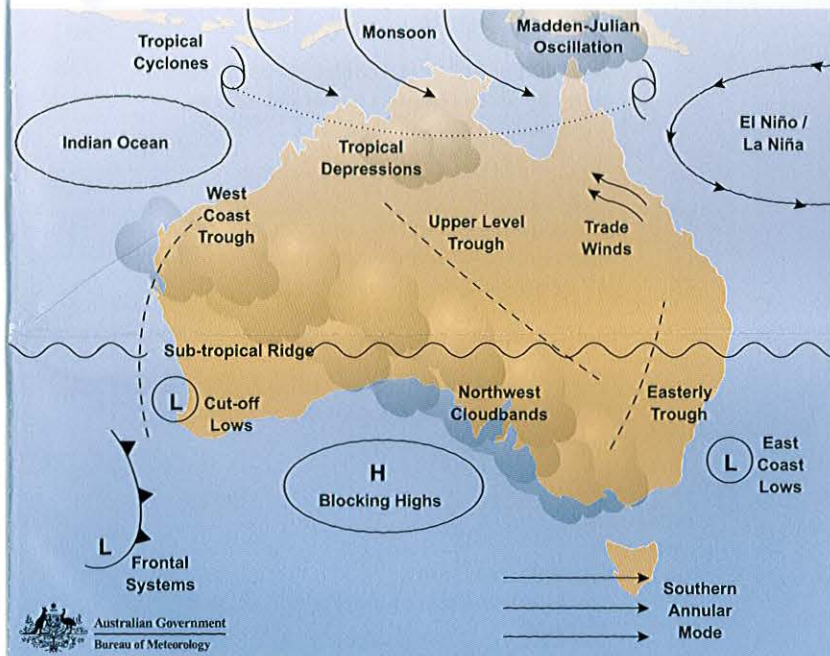 Tropical
Cyclones
Monsoon
Madden-Julian
Oscillation
Indian Ocean
El Niño /
La Niña
Tropical
Depressions
West
Coast
Trough
Upper Level
Trough
Trade
Winds
Sub-tropical Ridge
L
Cut-off
Lows
Northwest
Cloudbands
Easterly
Trough
H
Blocking Highs
L
East
Coast
Lows
L
Frontal
Systems
Southern
Annular
Mode
Australian Government
Bureau of Meteorology